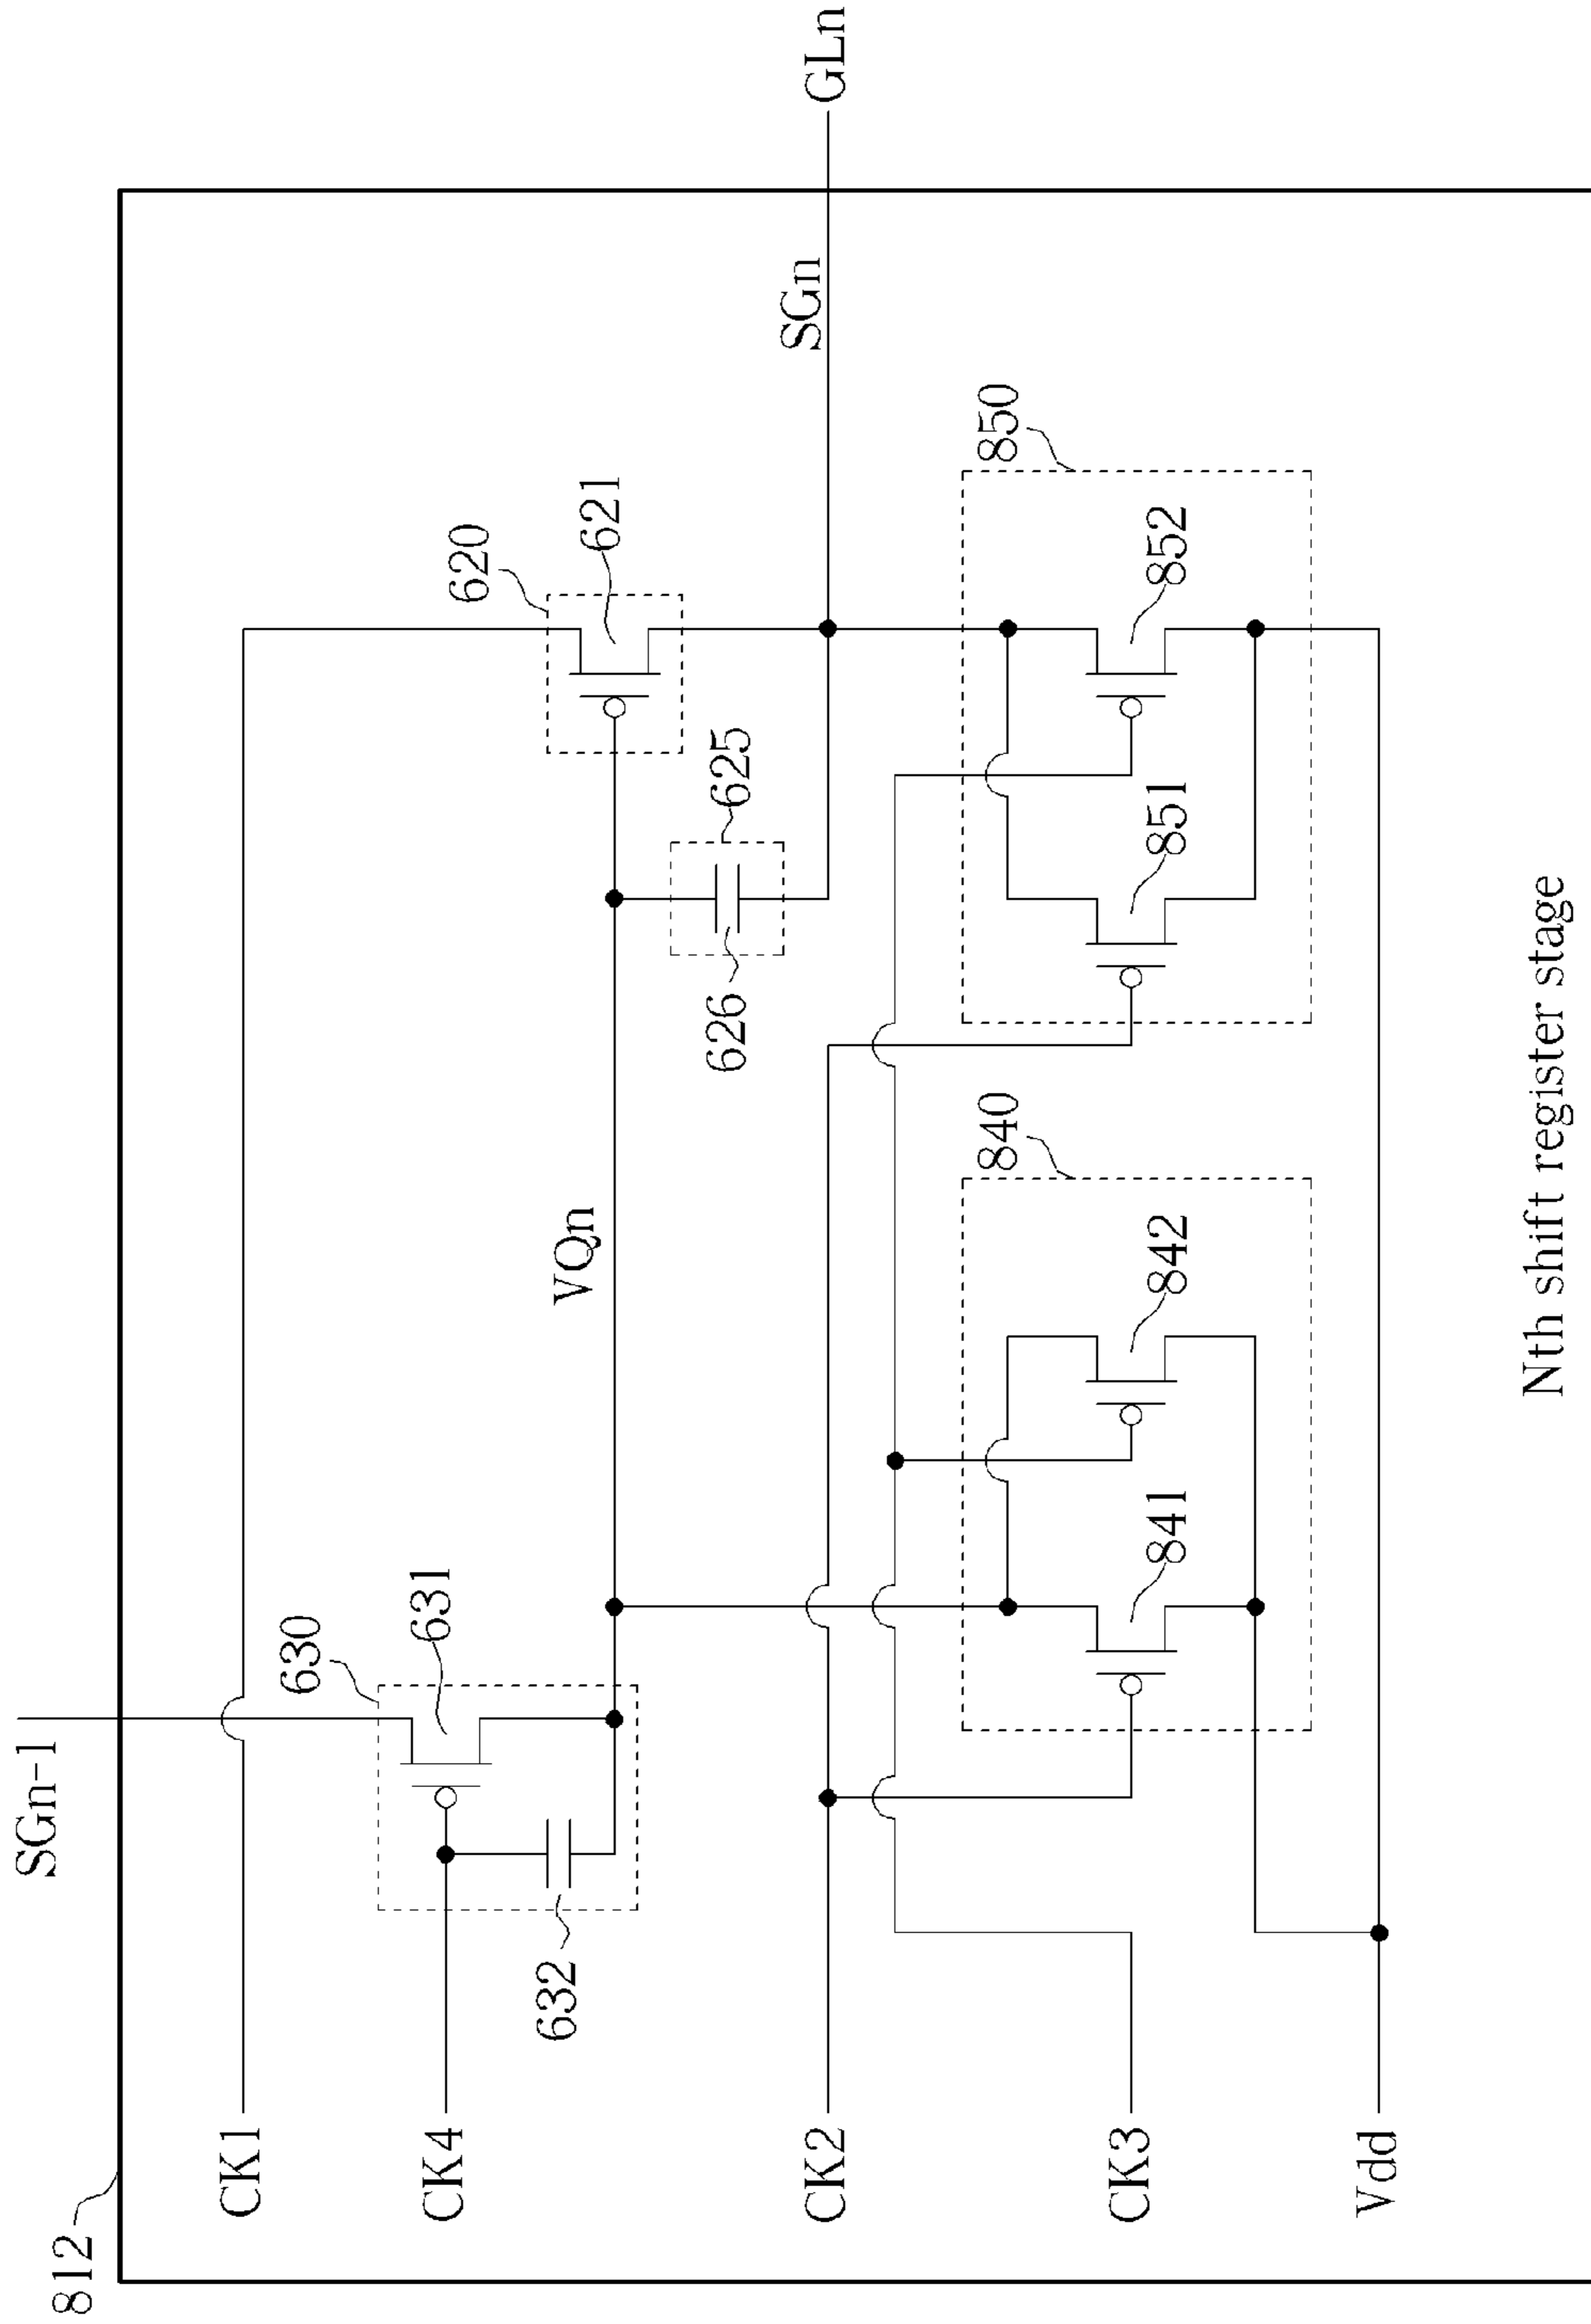 812
SGn-1
CK1
630
631
CK4
632
620
621
VQn
625
626
SGn
GLn
CK2
CK3
840
841
842
850
851
852
Vdd
Nth shift register stage